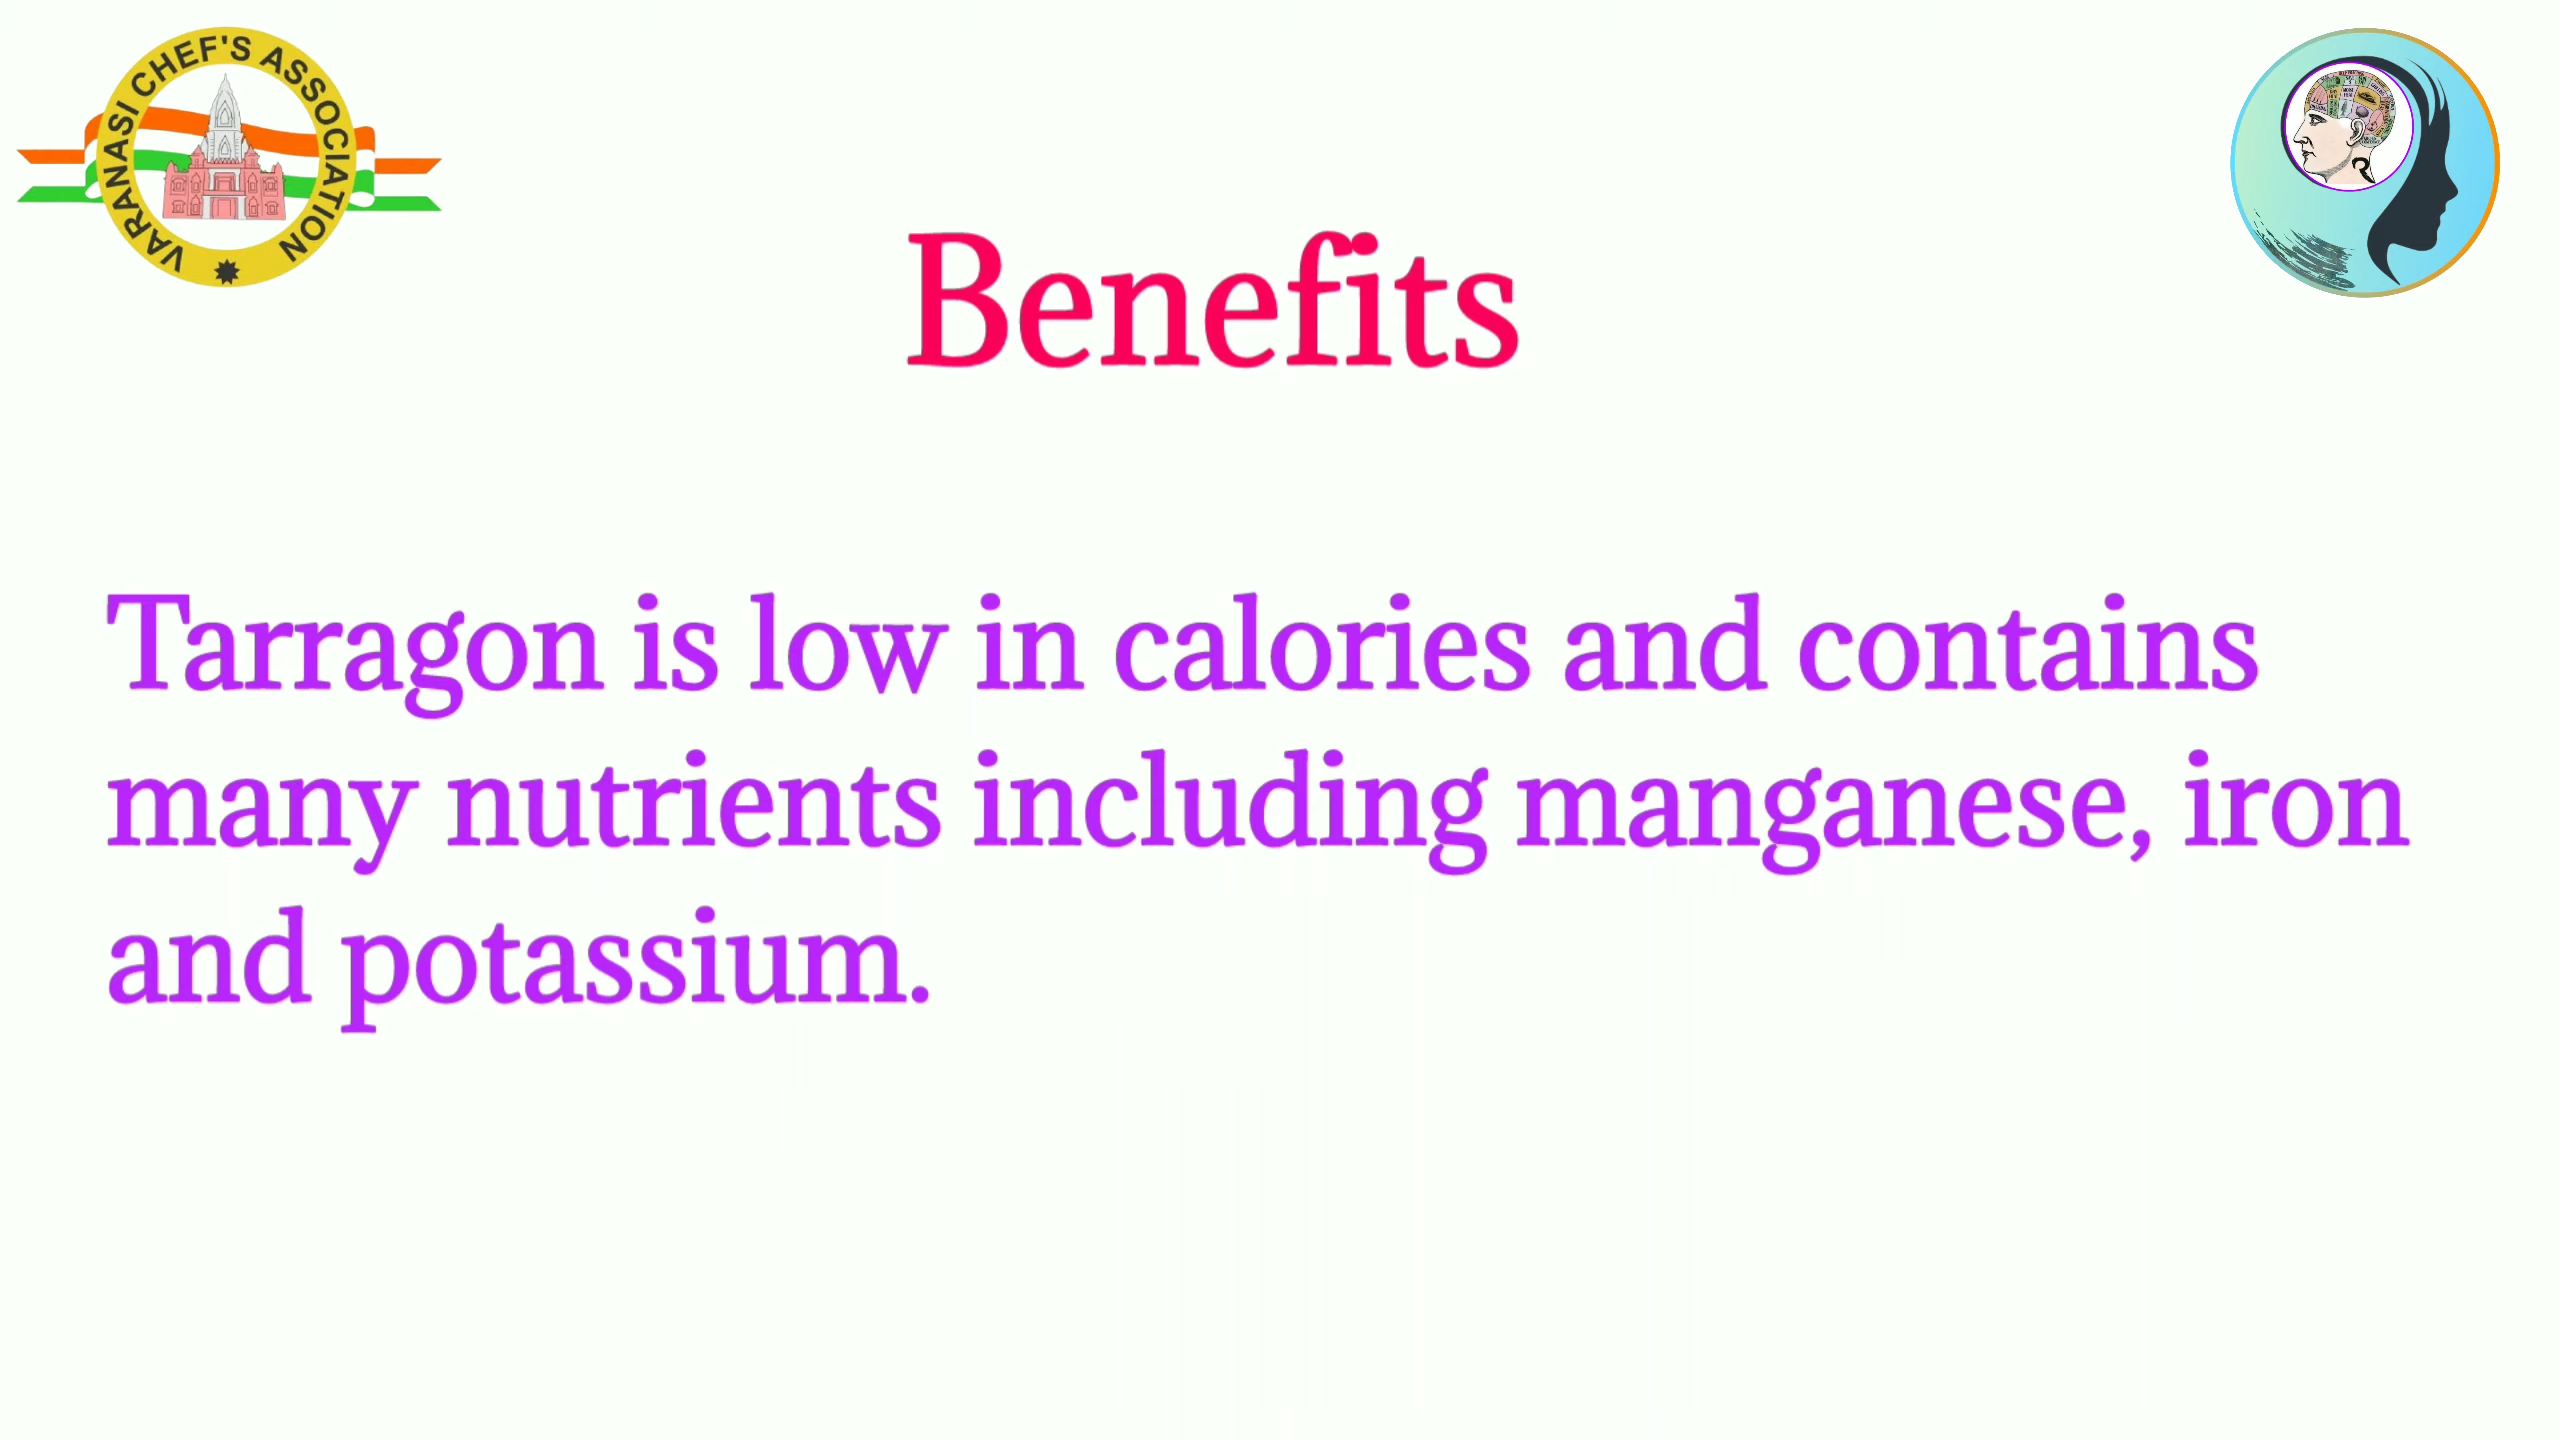 VARANASI CHEF'S ASSOCIATION
Benefits
Tarragon is low in calories and contains
many nutrients including manganese, iron
and potassium.